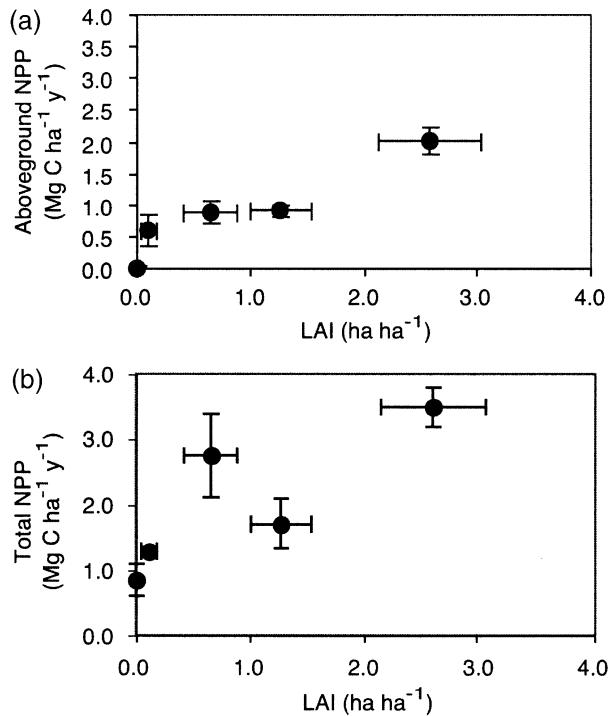 (a)
Aboveground NPP
(Mg C ha⁻¹ y⁻¹)
4.0
3.5
3.0
2.5
2.0
1.5
1.0
0.5
0.0
0.0 1.0 2.0 3.0 4.0
LAI (ha ha⁻¹)
(b)
Total NPP
(Mg C ha⁻¹ y⁻¹)
4.0
3.0
2.0
1.0
0.0
0.0 1.0 2.0 3.0 4.0
LAI (ha ha⁻¹)